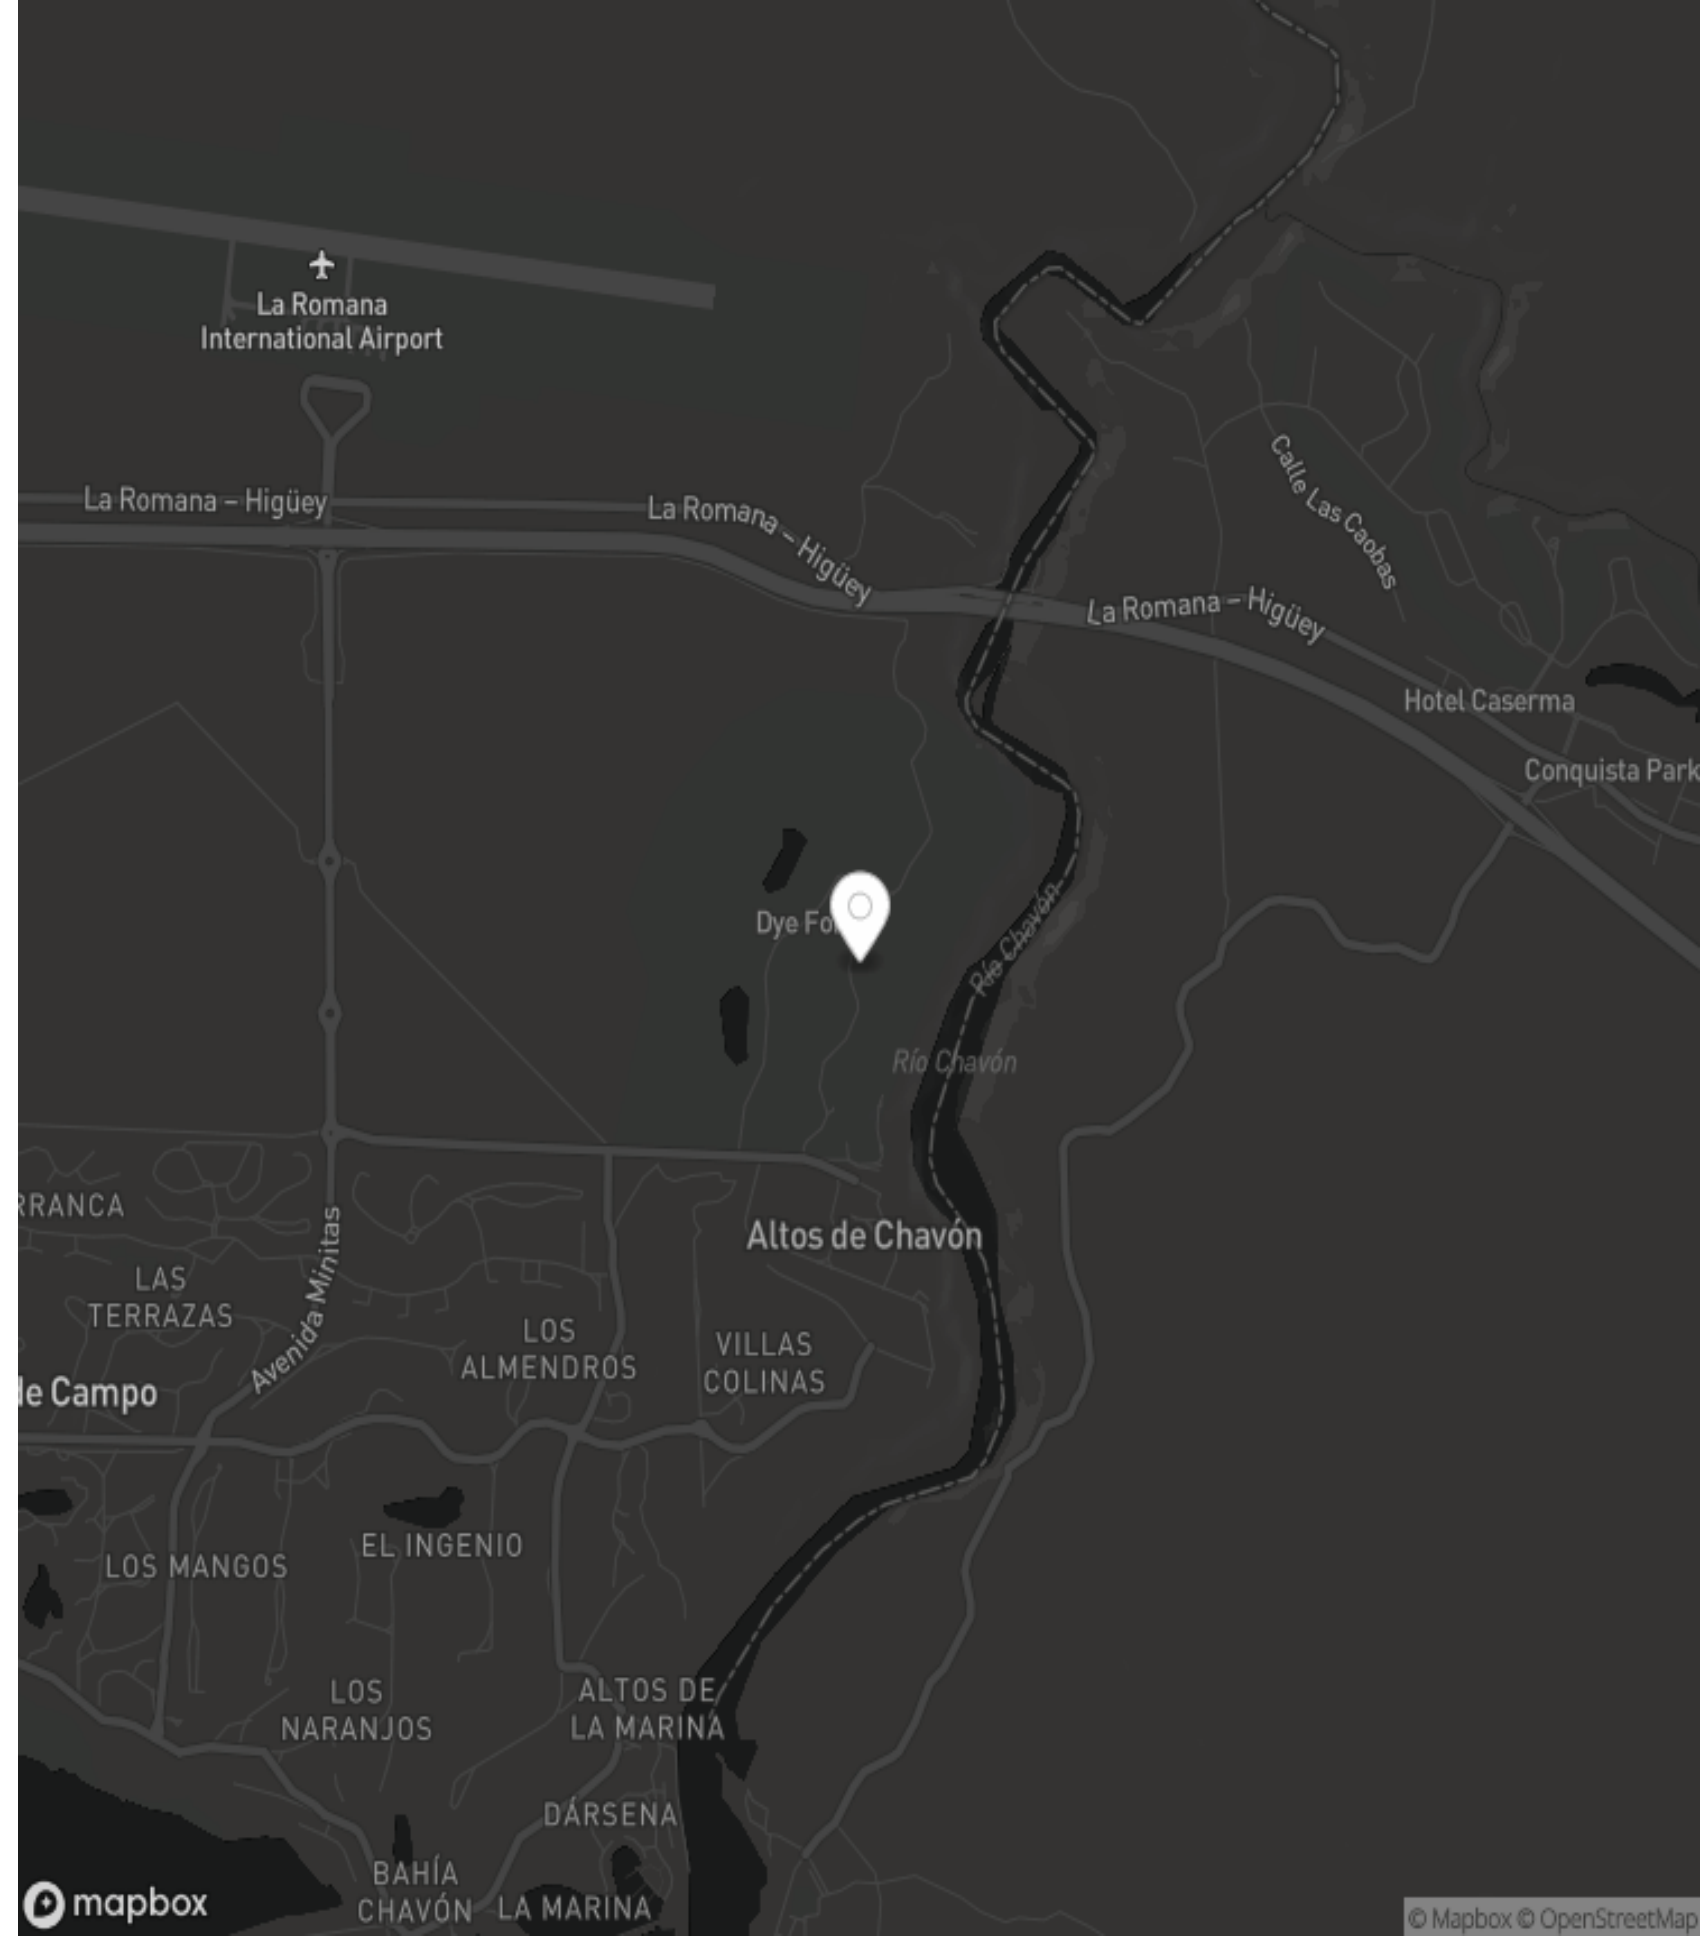 La Romana
International Airport
La Romana – Higüey
La Romana – Higüey
Calle Las Caobas
La Romana – Higüey
Hotel Caserma
Conquista Park
Dye Fo
Río Chavón
Río Chavón
RRANCA
Altos de Chavón
Avenida Minitas
LAS
TERRAZAS
LOS
ALMENDROS
VILLAS
COLINAS
de Campo
EL INGENIO
LOS MANGOS
LOS
NARANJOS
ALTOS DE
LA MARINA
DÁRSENA
BAHÍA
CHAVÓN
LA MARINA
mapbox
© Mapbox © OpenStreetMap